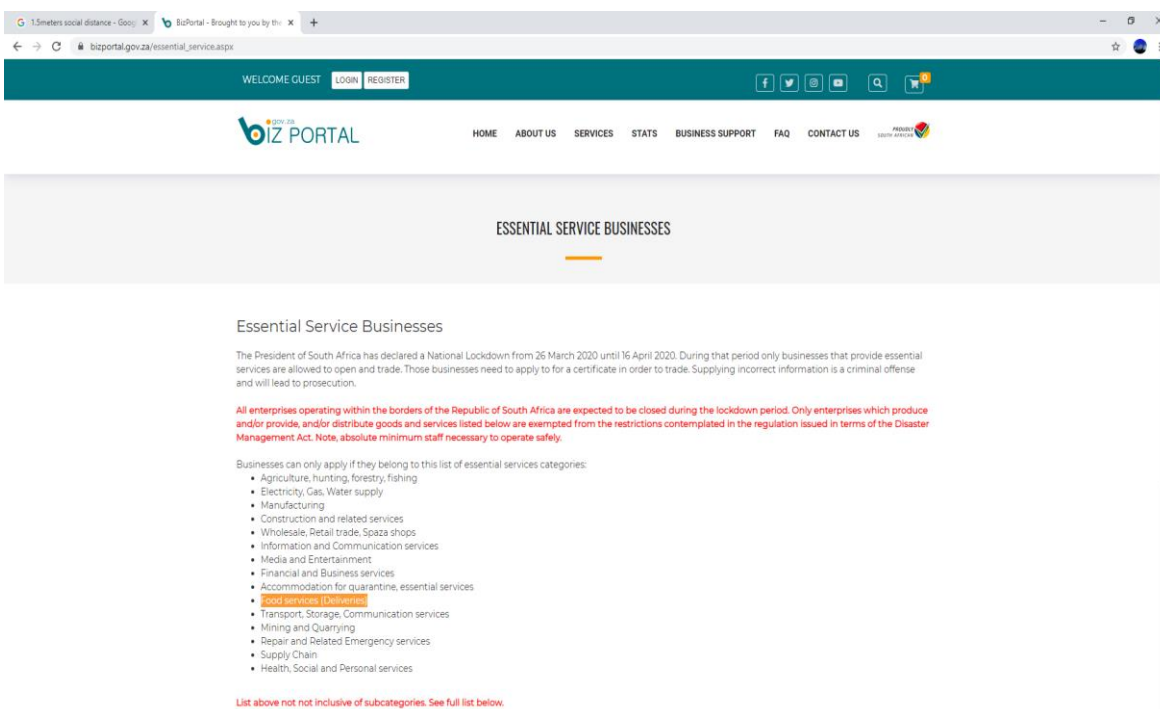 1.5meters social distance - Goog
BizPortal - Brought to you by the
bizportal.gov.za/essential_service.aspx
WELCOME GUEST LOGIN REGISTER
0
gov.za
biz PORTAL
HOME ABOUT US SERVICES STATS BUSINESS SUPPORT FAQ CONTACT US
PROUDLY
SOUTH AFRICAN
ESSENTIAL SERVICE BUSINESSES
Essential Service Businesses
The President of South Africa has declared a National Lockdown from 26 March 2020 until 16 April 2020. During that period only businesses that provide essential
services are allowed to open and trade. Those businesses need to apply to for a certificate in order to trade. Supplying incorrect information is a criminal offense
and will lead to prosecution.
All enterprises operating within the borders of the Republic of South Africa are expected to be closed during the lockdown period. Only enterprises which produce
and/or provide, and/or distribute goods and services listed below are exempted from the restrictions contemplated in the regulation issued in terms of the Disaster
Management Act. Note, absolute minimum staff necessary to operate safely.
Businesses can only apply if they belong to this list of essential services categories:
• Agriculture, hunting, forestry, fishing
• Electricity, Gas, Water supply
• Manufacturing
• Construction and related services
• Wholesale, Retail trade, Spaza shops
• Information and Communication services
• Media and Entertainment
• Financial and Business services
• Accommodation for quarantine, essential services
• Food services (Deliveries)
• Transport, Storage, Communication services
• Mining and Quarrying
• Repair and Related Emergency services
• Supply Chain
• Health, Social and Personal services
List above not not inclusive of subcategories. See full list below.